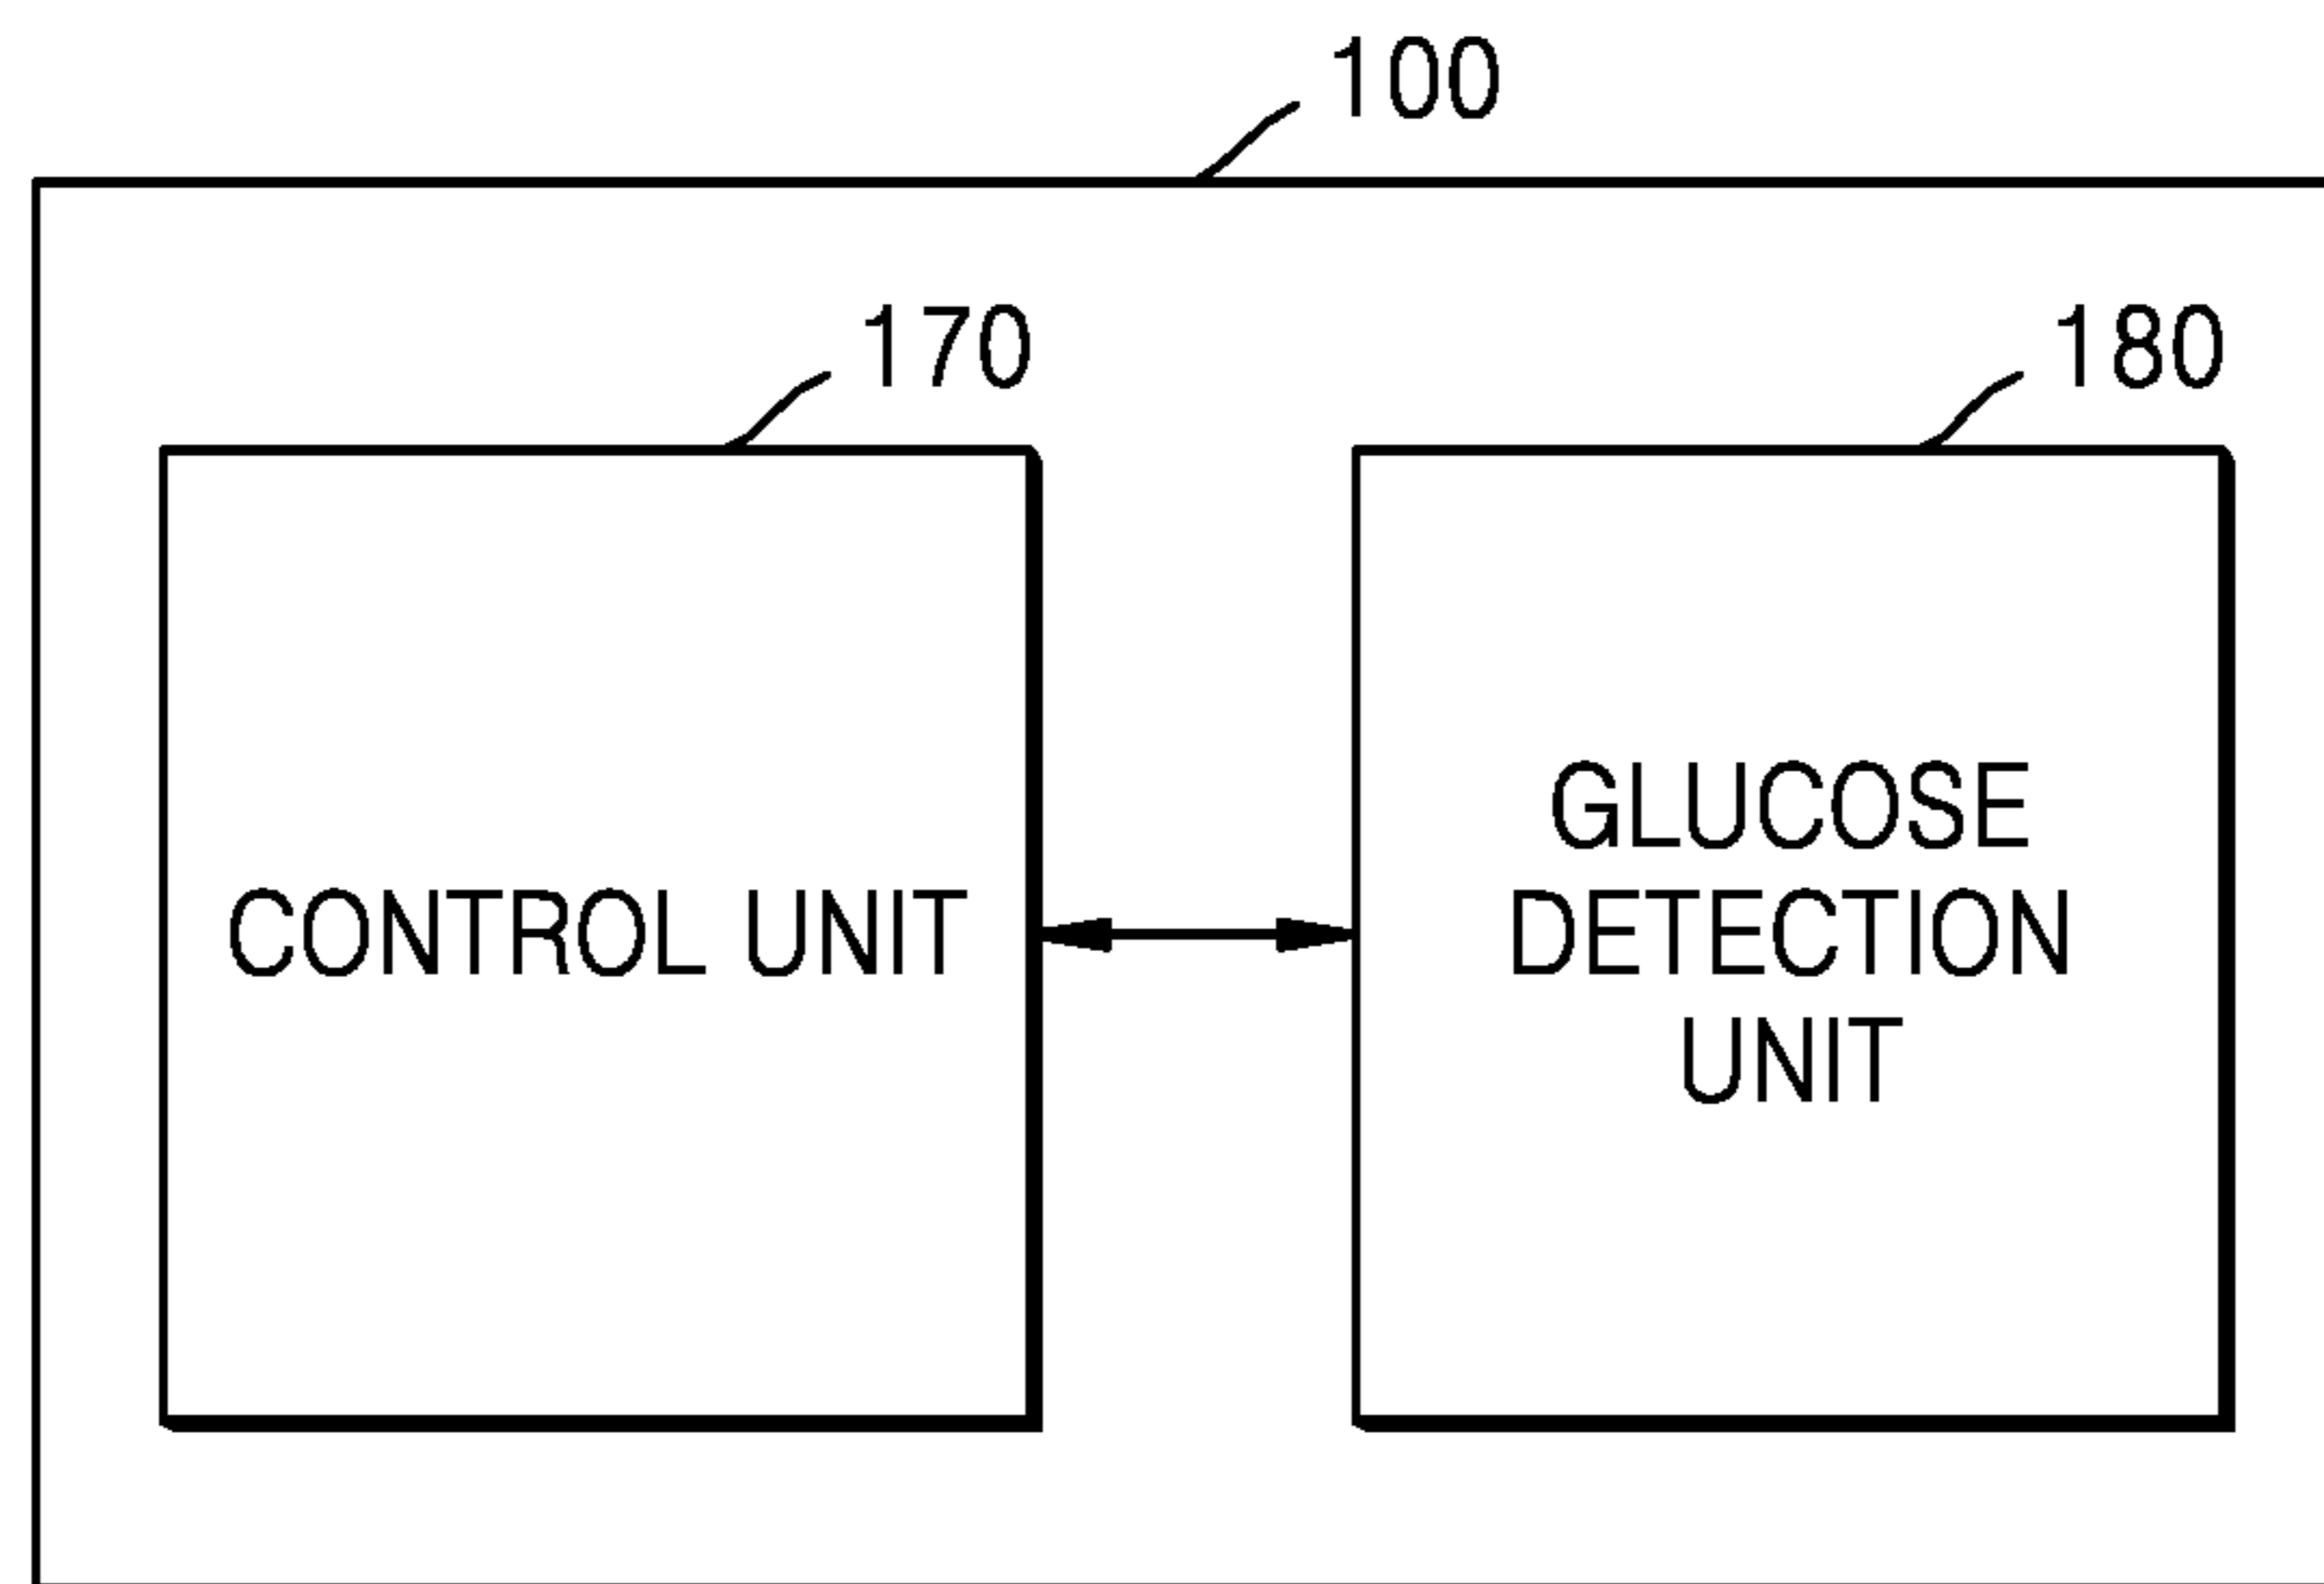 100
170
180
CONTROL UNIT
GLUCOSE
DETECTION
UNIT